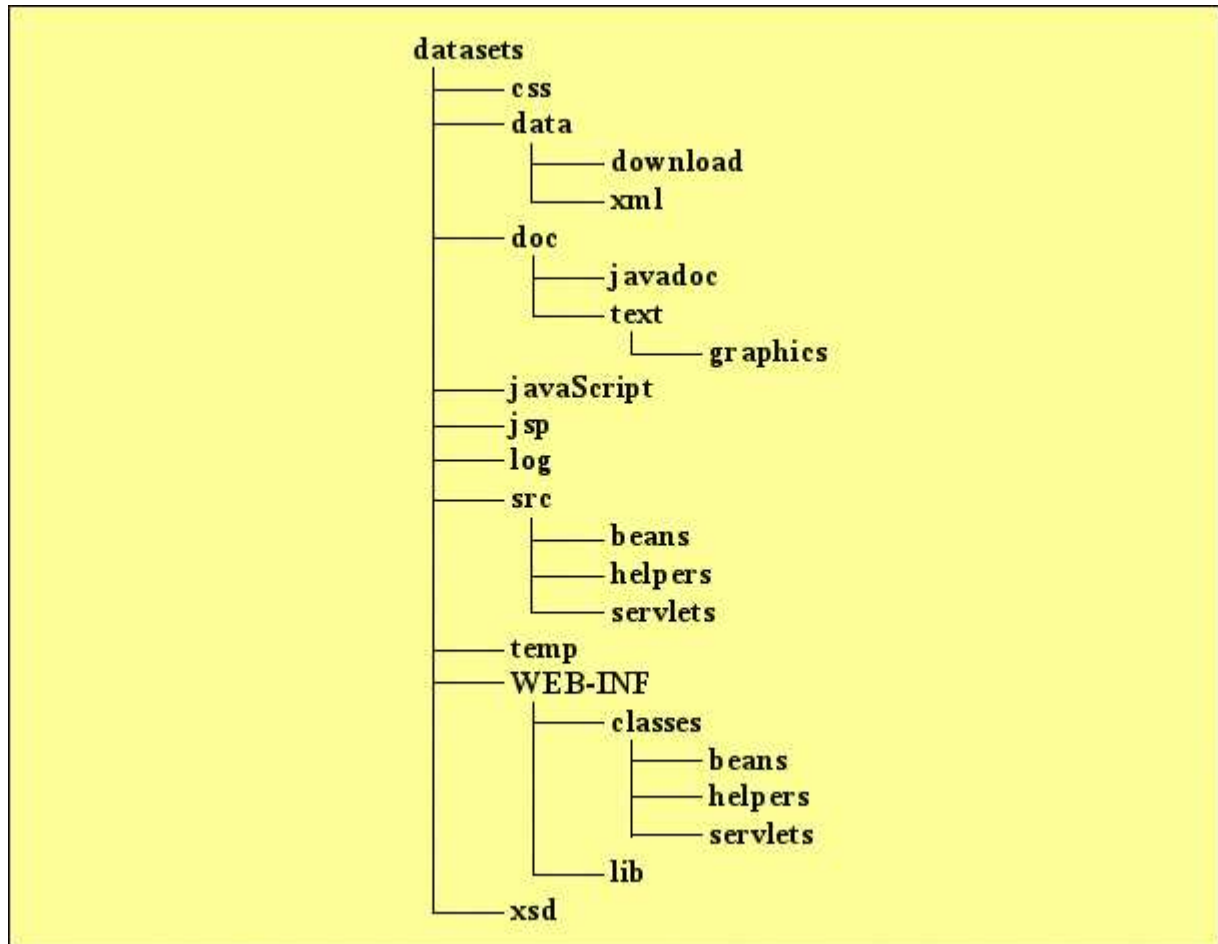 datasets
css
data
download
xml
doc
javadoc
text
graphics
javaScript
jsp
log
src
beans
helpers
servlets
temp
WEB-INF
classes
beans
helpers
servlets
lib
xsd